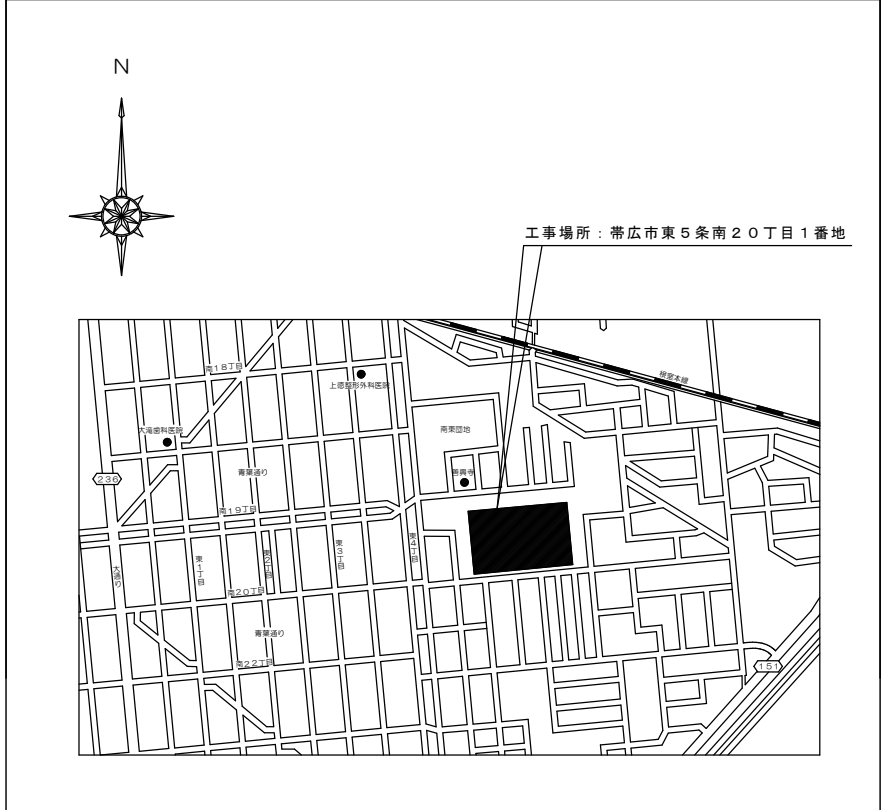 N
工事場所：帯広市東５条南２０丁目１番地
南１８丁目
根室本線
上徳整形外科医院
大滝歯科医院
南東団地
青葉通り
善興寺
236
南１９丁目
東１丁目
東２丁目
東３丁目
東４丁目
大通り
南２０丁目
青葉通り
南２２丁目
151